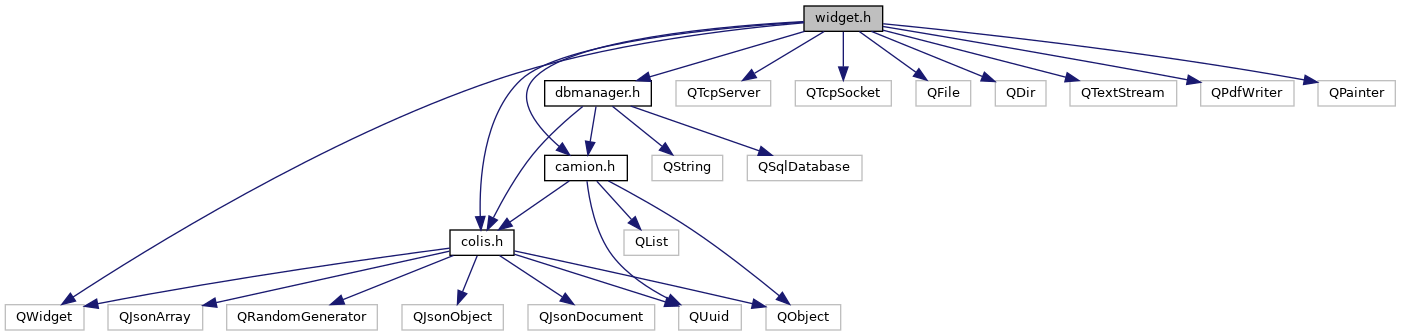 widget.h
dbmanager.h
QTcpServer
QTcpSocket
QFile
QDir
QTextStream
QPdfWriter
QPainter
camion.h
QString
QSqlDatabase
colis.h
QList
QWidget
QJsonArray
QRandomGenerator
QJsonObject
QJsonDocument
QUuid
QObject